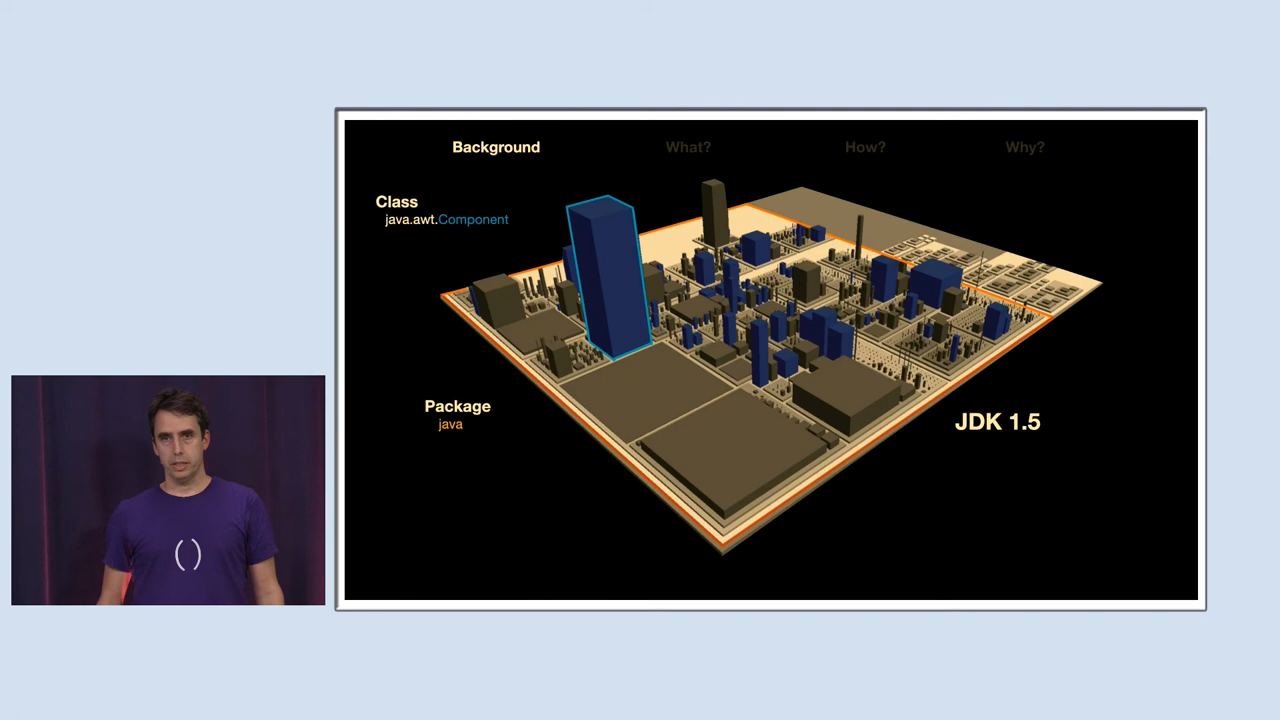 Background What? How? Why?
Class
java.awt.Component
Package
java
JDK 1.5
( )